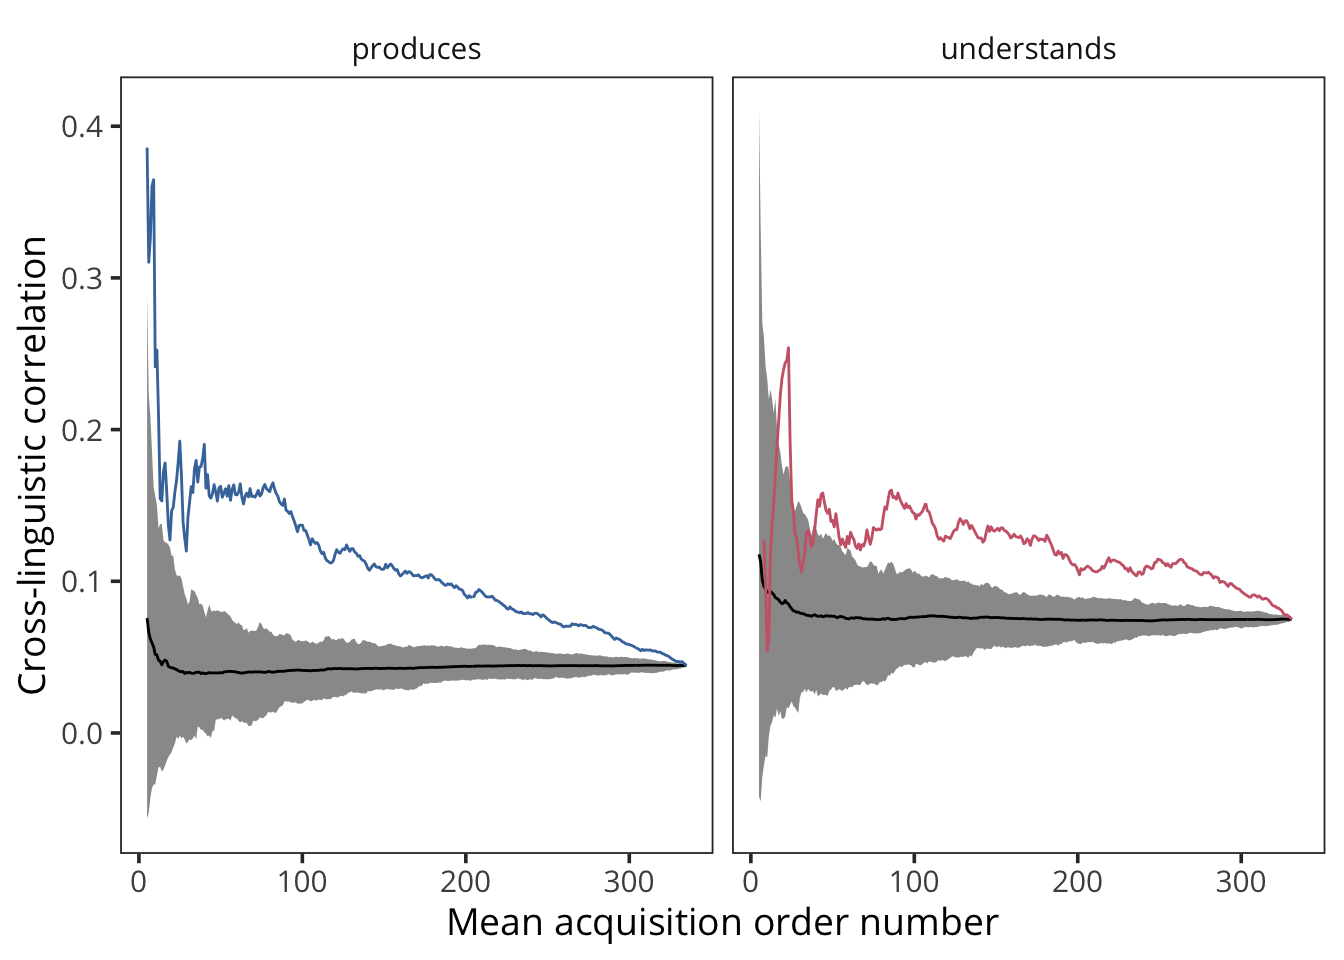 produces
understands
Cross-linguistic correlation
0.4
0.3
0.2
0.1
0.0
0 100 200 300
0 100 200 300
Mean acquisition order number